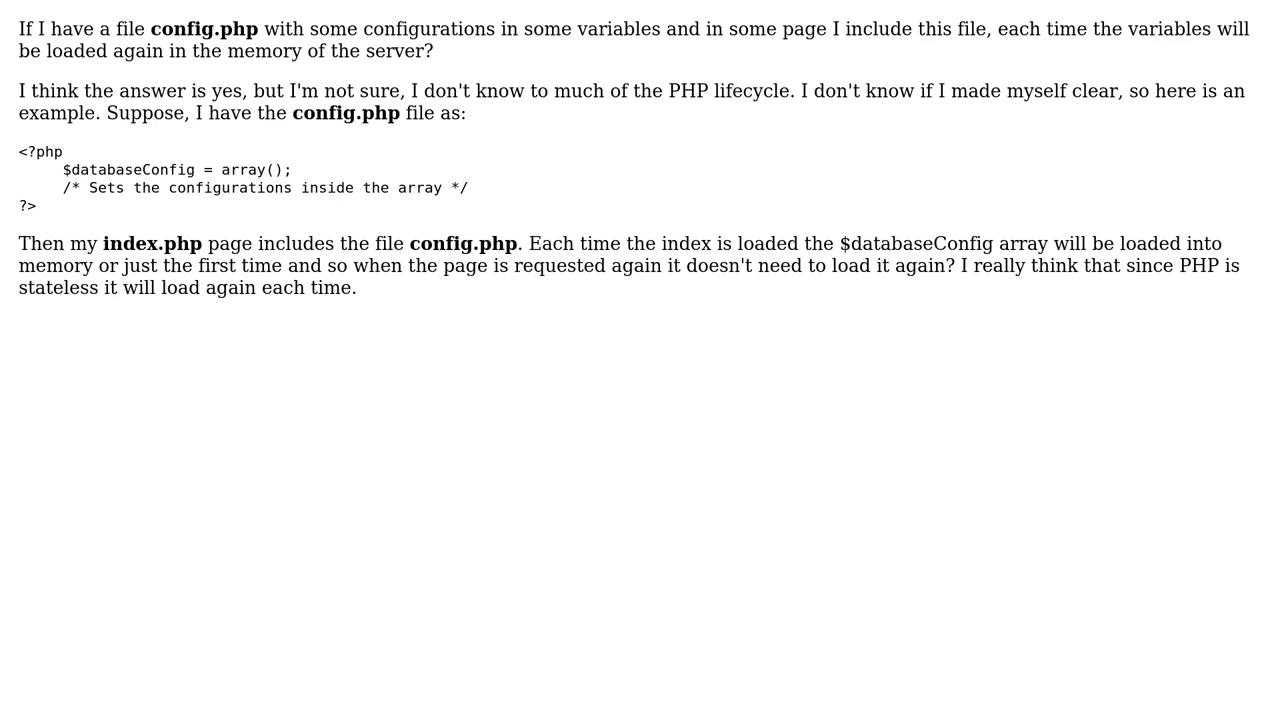 If I have a file config.php with some configurations in some variables and in some page I include this file, each time the variables will
be loaded again in the memory of the server?
I think the answer is yes, but I'm not sure, I don't know to much of the PHP lifecycle. I don't know if I made myself clear, so here is an
example. Suppose, I have the config.php file as:
<?php
     $databaseConfig = array();
     /* Sets the configurations inside the array */
?>
Then my index.php page includes the file config.php. Each time the index is loaded the $databaseConfig array will be loaded into
memory or just the first time and so when the page is requested again it doesn't need to load it again? I really think that since PHP is
stateless it will load again each time.